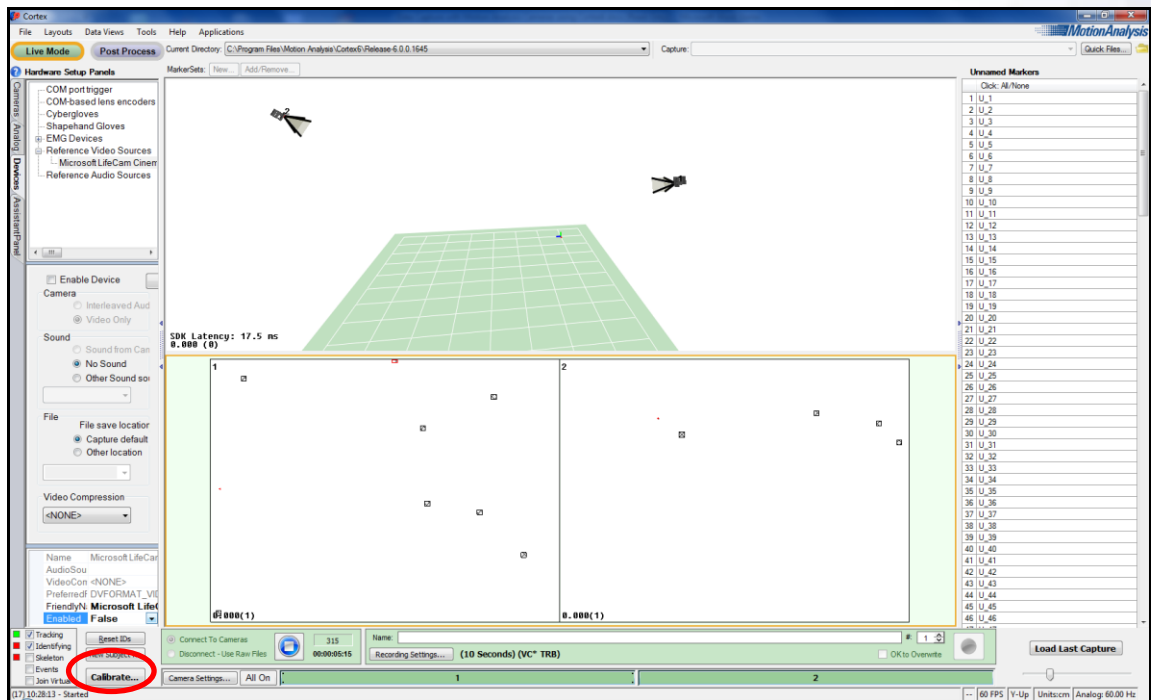 Cortex
File Layouts Data Views Tools Help Applications
MotionAnalysis
Live Mode Post Process Current Directory: C:\Program Files\Motion Analysis\Cortex6\Release-6.0.0.1645 Capture: Quick Files...
Hardware Setup Panels
MarkerSets: New... Add/Remove...
Unnamed Markers
Click: All/None
Cameras
Analog
Devices
AssistantPanel
COM port trigger
COM-based lens encoders
Cybergloves
Shapehand Gloves
EMG Devices
Reference Video Sources
Microsoft LifeCam Cinem
Reference Audio Sources
2
1
SDK Latency: 17.5 ms
0.000 (0)
Enable Device
Camera
Interleaved Aud
Video Only
Sound
Sound from Can
No Sound
Other Sound sou
File
File save location
Capture default
Other location
Video Compression
<NONE>
Name Microsoft LifeCar
AudioSou
VideoCon <NONE>
Preferred DVFORMAT_VI
FriendlyN Microsoft Life
Enabled False
1
2
0.000(1)
0.000(1)
1 U_1
2 U_2
3 U_3
4 U_4
5 U_5
6 U_6
7 U_7
8 U_8
9 U_9
10 U_10
11 U_11
12 U_12
13 U_13
14 U_14
15 U_15
16 U_16
17 U_17
18 U_18
19 U_19
20 U_20
21 U_21
22 U_22
23 U_23
24 U_24
25 U_25
26 U_26
27 U_27
28 U_28
29 U_29
30 U_30
31 U_31
32 U_32
33 U_33
34 U_34
35 U_35
36 U_36
37 U_37
38 U_38
39 U_39
40 U_40
41 U_41
42 U_42
43 U_43
44 U_44
45 U_45
46 U_46
Tracking
Identifying
Skeleton
Events
Join Virtual
Reset IDs
New Subject
Calibrate...
Connect To Cameras
Disconnect - Use Raw Files
315
00:00:05:15
Name: #: 1
Recording Settings... (10 Seconds) (VC* TRB) OK to Overwrite
Load Last Capture
Camera Settings... All On 1 2
(17) 10:28:13 - Started
-- 60 FPS Y-Up Units:cm Analog: 60.00 Hz